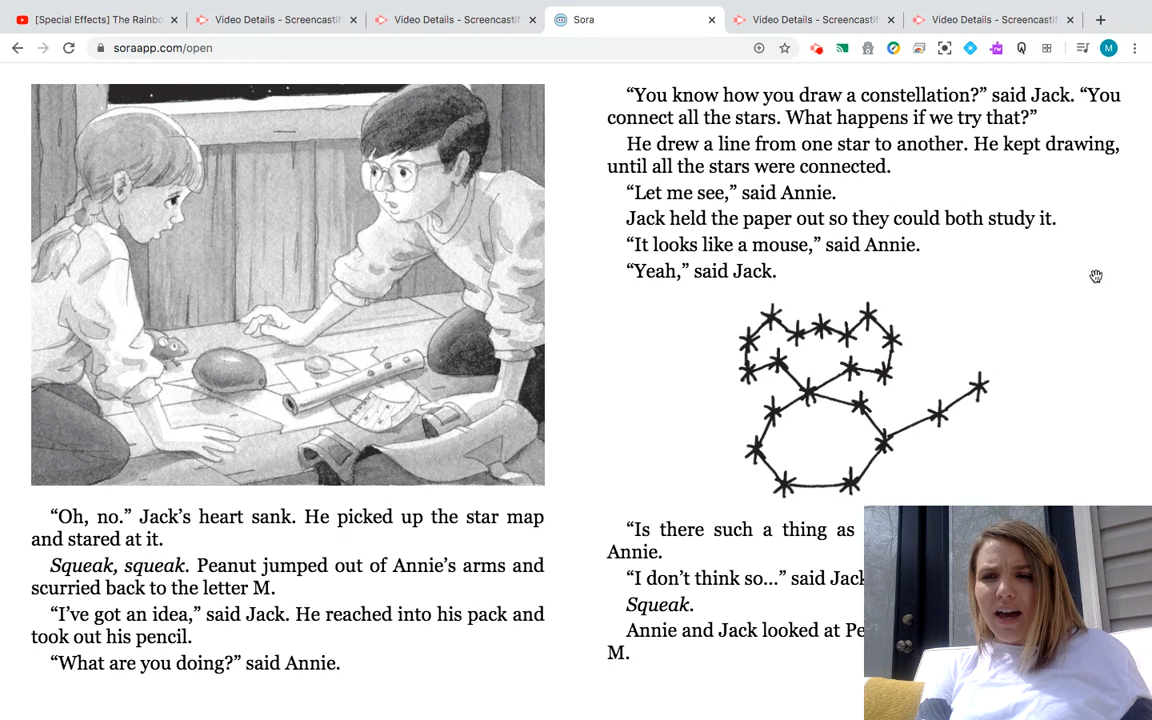 [Special Effects] The Rainbo
Video Details - Screencastif
Video Details - Screencastif
Sora
Video Details - Screencastif
Video Details - Screencastif
soraapp.com/open
M
“Oh, no.” Jack’s heart sank. He picked up the star map
and stared at it.
Squeak, squeak. Peanut jumped out of Annie’s arms and
scurried back to the letter M.
“I’ve got an idea,” said Jack. He reached into his pack and
took out his pencil.
“What are you doing?” said Annie.
“You know how you draw a constellation?” said Jack. “You
connect all the stars. What happens if we try that?”
He drew a line from one star to another. He kept drawing,
until all the stars were connected.
“Let me see,” said Annie.
Jack held the paper out so they could both study it.
“It looks like a mouse,” said Annie.
“Yeah,” said Jack.
“Is there such a thing as
Annie.
“I don’t think so...” said Jack
Squeak.
Annie and Jack looked at Pe
M.